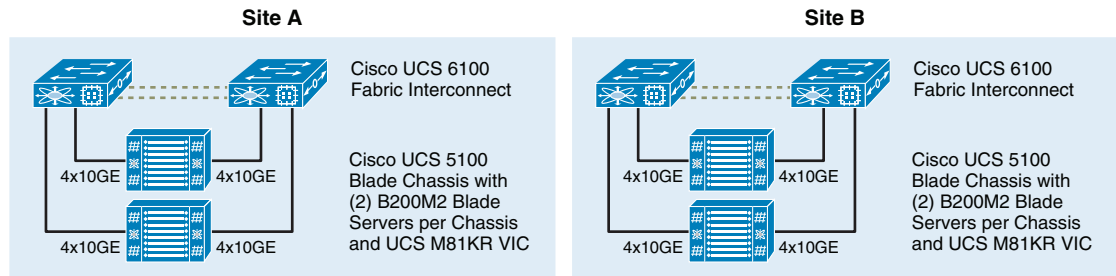 Site A
Cisco UCS 6100
Fabric Interconnect
4x10GE
4x10GE
Cisco UCS 5100
Blade Chassis with
(2) B200M2 Blade
Servers per Chassis
and UCS M81KR VIC
4x10GE
4x10GE
Site B
Cisco UCS 6100
Fabric Interconnect
4x10GE
4x10GE
Cisco UCS 5100
Blade Chassis with
(2) B200M2 Blade
Servers per Chassis
and UCS M81KR VIC
4x10GE
4x10GE